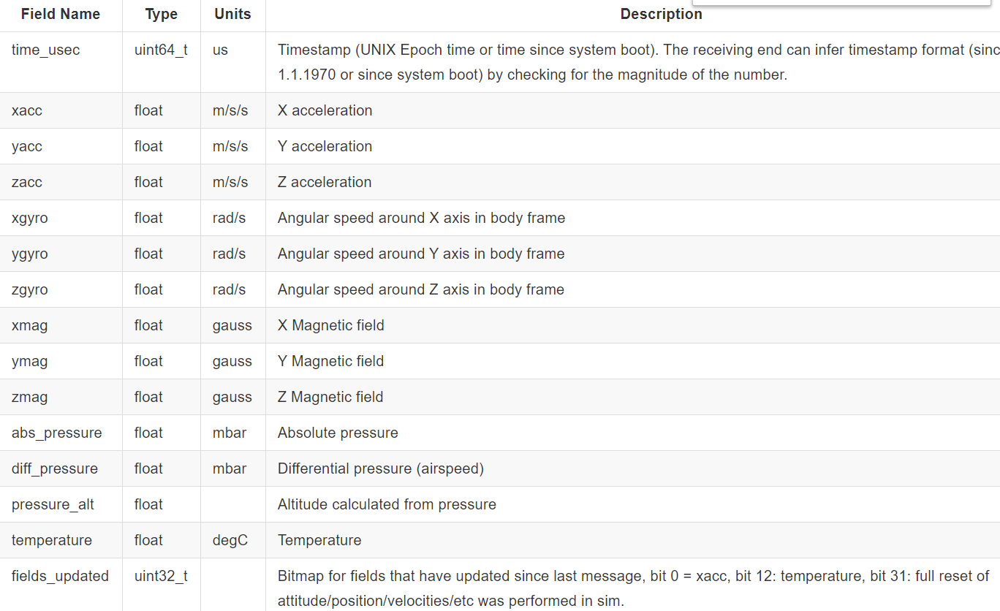 Field Name Type Units Description
time_usec uint64_t us Timestamp (UNIX Epoch time or time since system boot). The receiving end can infer timestamp format (sinc
1.1.1970 or since system boot) by checking for the magnitude of the number.
xacc float m/s/s X acceleration
yacc float m/s/s Y acceleration
zacc float m/s/s Z acceleration
xgyro float rad/s Angular speed around X axis in body frame
ygyro float rad/s Angular speed around Y axis in body frame
zgyro float rad/s Angular speed around Z axis in body frame
xmag float gauss X Magnetic field
ymag float gauss Y Magnetic field
zmag float gauss Z Magnetic field
abs_pressure float mbar Absolute pressure
diff_pressure float mbar Differential pressure (airspeed)
pressure_alt float Altitude calculated from pressure
temperature float degC Temperature
fields_updated uint32_t Bitmap for fields that have updated since last message, bit 0 = xacc, bit 12: temperature, bit 31: full reset of
attitude/position/velocities/etc was performed in sim.